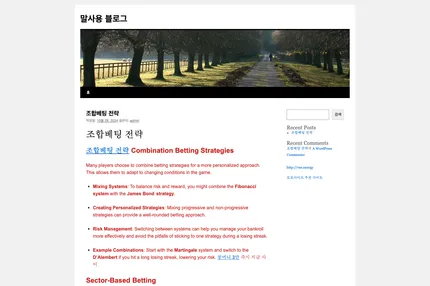 말사용 블로그
홈
조합베팅 전략
검색
조합베팅 전략
조합베팅 전략 Combination Betting Strategies
Many players choose to combine betting strategies for a more personalized approach.
This allows them to adapt to changing conditions in the game.
Mixing Systems: To balance risk and reward, you might combine the Fibonacci
system with the James Bond strategy.
Creating Personalized Strategies: Mixing progressive and non-progressive
strategies can provide a well-rounded betting approach.
Risk Management: Switching between systems can help you manage your bankroll
more effectively and avoid the pitfalls of sticking to one strategy during a losing streak.
Example Combinations: Start with the Martingale system and switch to the
D'Alembert if you hit a long losing streak, lowering your risk.
Sector-Based Betting
Recent Posts
조합베팅 전략
Recent Comments